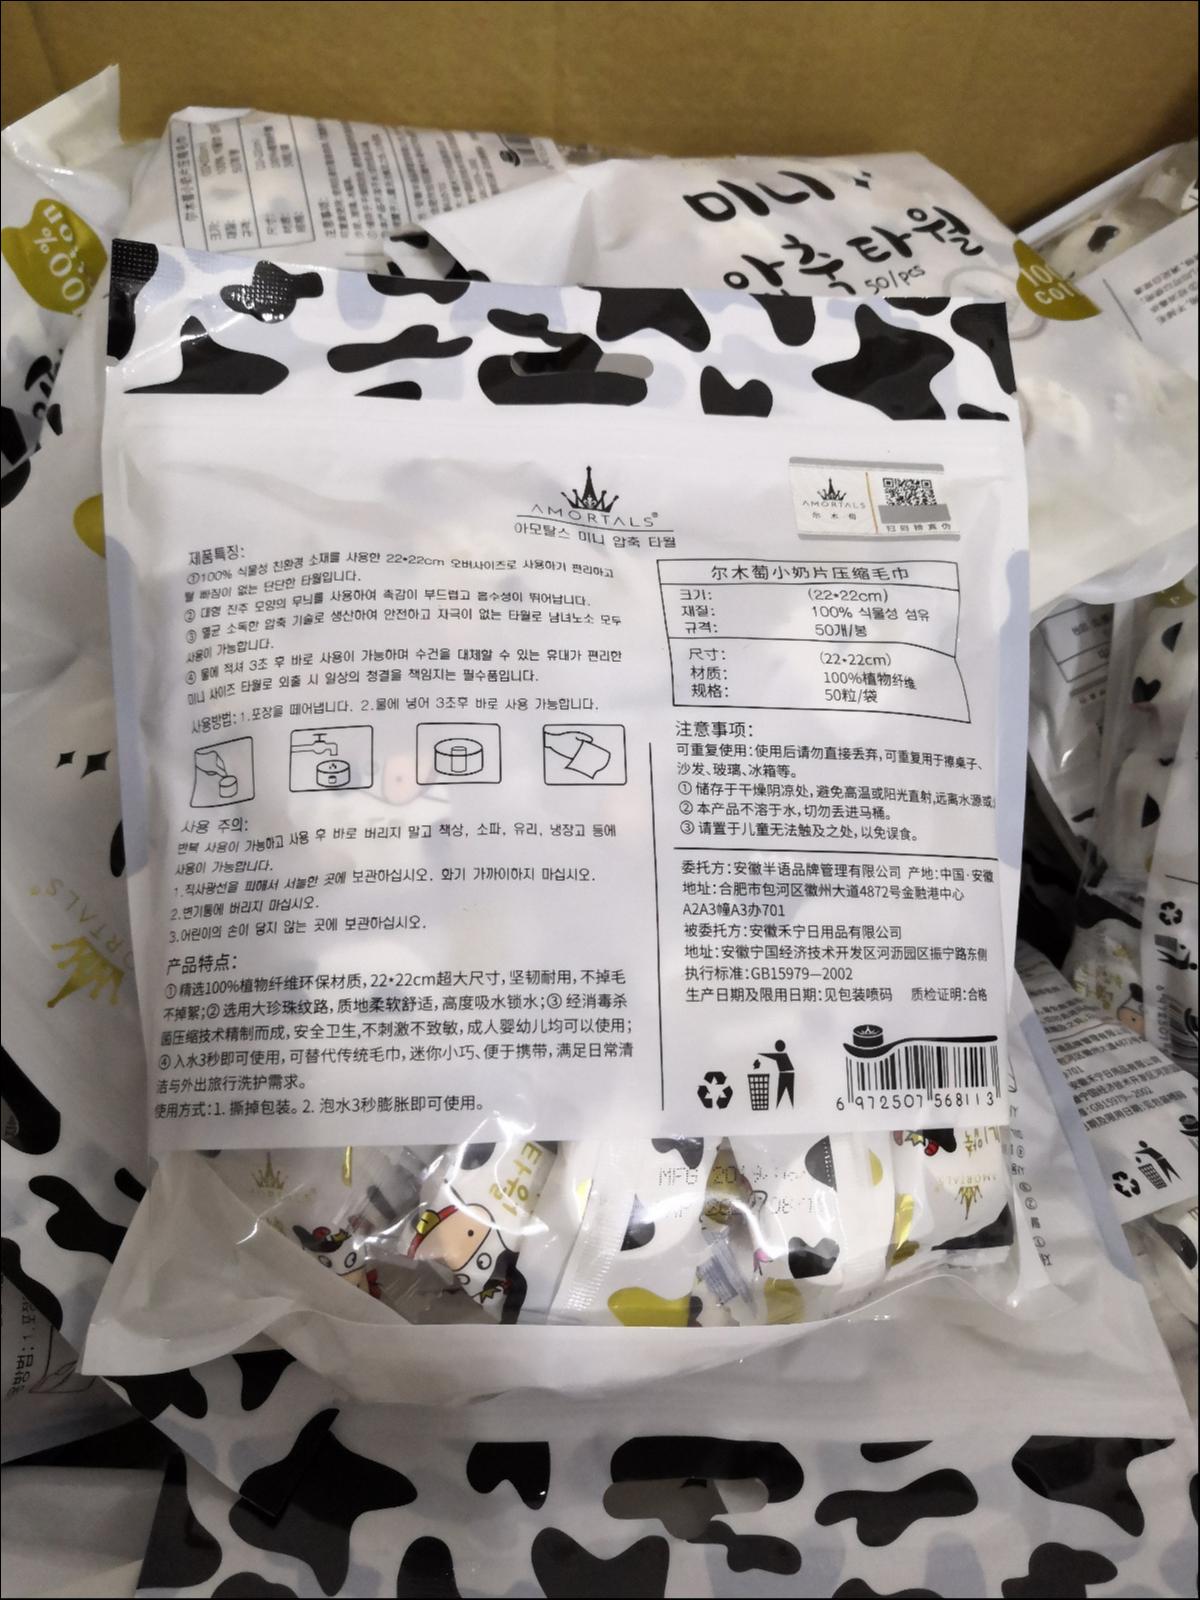 미니
압축타월
50/pcs
AMORTALS®
아모탈스 미니 압축 타월
AMORTALS
尔木萄
扫码辨真伪
제품특징:
①100% 식물성 친환경 소재를 사용한 22*22cm 오버사이즈로 사용하기 편리하고
털 빠짐이 없는 단단한 타월입니다.
② 대형 진주 모양의 무늬를 사용하여 촉감이 부드럽고 흡수성이 뛰어납니다.
③ 멸균 소독한 압축 기술로 생산하여 안전하고 자극이 없는 타월로 남녀노소 모두
사용이 가능합니다.
④ 물에 적셔 3초 후 바로 사용이 가능하며 수건을 대체할 수 있는 휴대가 편리한
미니 사이즈 타월로 외출 시 일상의 청결을 책임지는 필수품입니다.
사용방법: 1.포장을 떼어냅니다. 2.물에 넣어 3초후 바로 사용 가능합니다.
사용 주의:
반복 사용이 가능하고 사용 후 바로 버리지 말고 책상, 소파, 유리, 냉장고 등에
사용이 가능합니다.
1.직사광선을 피해서 서늘한 곳에 보관하십시오. 화기 가까이하지 마십시오.
2.변기통에 버리지 마십시오.
3.어린이의 손이 닿지 않는 곳에 보관하십시오.
产品特点:
①精选100%植物纤维环保材质,22*22cm超大尺寸,坚韧耐用,不掉毛
不掉絮;②选用大珍珠纹路,质地柔软舒适,高度吸水锁水;③经消毒杀
菌压缩技术精制而成,安全卫生,不刺激不致敏,成人婴幼儿均可以使用;
④入水3秒即可使用,可替代传统毛巾,迷你小巧、便于携带,满足日常清
洁与外出旅行洗护需求。
使用方式:1. 撕掉包装。2. 泡水3秒膨胀即可使用。
尔木萄小奶片压缩毛巾
크기: (22*22cm)
재질: 100% 식물성 섬유
규격: 50개/봉
尺寸: (22*22cm)
材质: 100%植物纤维
规格: 50粒/袋
注意事项:
可重复使用:使用后请勿直接丢弃,可重复用于擦桌子、
沙发、玻璃、冰箱等。
① 储存于干燥阴凉处,避免高温或阳光直射,远离水源或
② 本产品不溶于水,切勿丢进马桶。
③ 请置于儿童无法触及之处,以免误食。
委托方:安徽半语品牌管理有限公司 产地:中国·安徽
地址:合肥市包河区徽州大道4872号金融港中心
A2A3幢A3办701
被委托方:安徽禾宁日用品有限公司
地址:安徽宁国经济技术开发区河沥园区振宁路东侧
执行标准:GB15979—2002
生产日期及限用日期:见包装喷码 质检证明:合格
6 972507 568113
MFG
AMORTALS